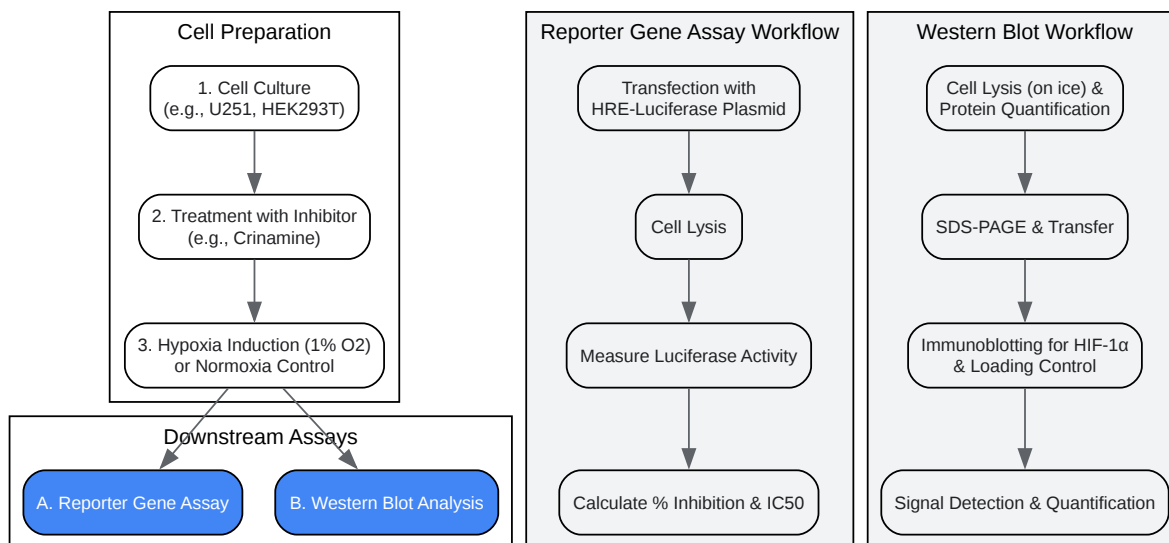 Cell Preparation
1. Cell Culture
(e.g., U251, HEK293T)
2. Treatment with Inhibitor
(e.g., Crinamine)
3. Hypoxia Induction (1% O2)
or Normoxia Control
Downstream Assays
A. Reporter Gene Assay
B. Western Blot Analysis
Reporter Gene Assay Workflow
Transfection with
HRE-Luciferase Plasmid
Cell Lysis
Measure Luciferase Activity
Calculate % Inhibition & IC50
Western Blot Workflow
Cell Lysis (on ice) &
Protein Quantification
SDS-PAGE & Transfer
Immunoblotting for HIF-1α
& Loading Control
Signal Detection & Quantification